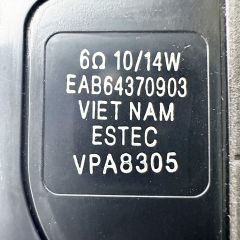 6Ω 10/14W
EAB64370903
VIET NAM
ESTEC
VPA8305